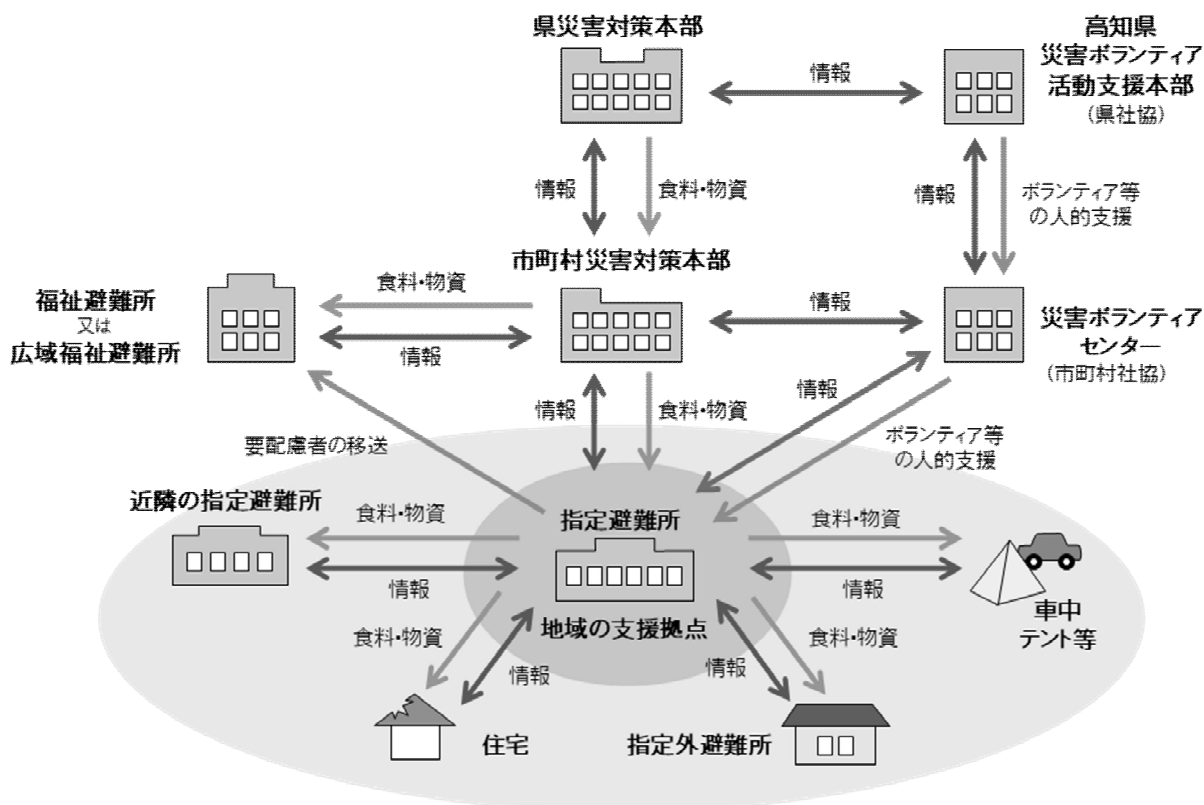 県災害対策本部
高知県
災害ボランティア
活動支援本部
（県社協）
情報
情報
食料・物資
情報
ボランティア等
の人的支援
市町村災害対策本部
福祉避難所
又は
広域福祉避難所
食料・物資
情報
情報
災害ボランティア
センター
（市町村社協）
情報
食料・物資
情報
ボランティア等
の人的支援
要配慮者の移送
近隣の指定避難所
食料・物資
情報
指定避難所
地域の支援拠点
食料・物資
情報
車中
テント等
食料・物資
情報
情報
食料・物資
住宅
指定外避難所